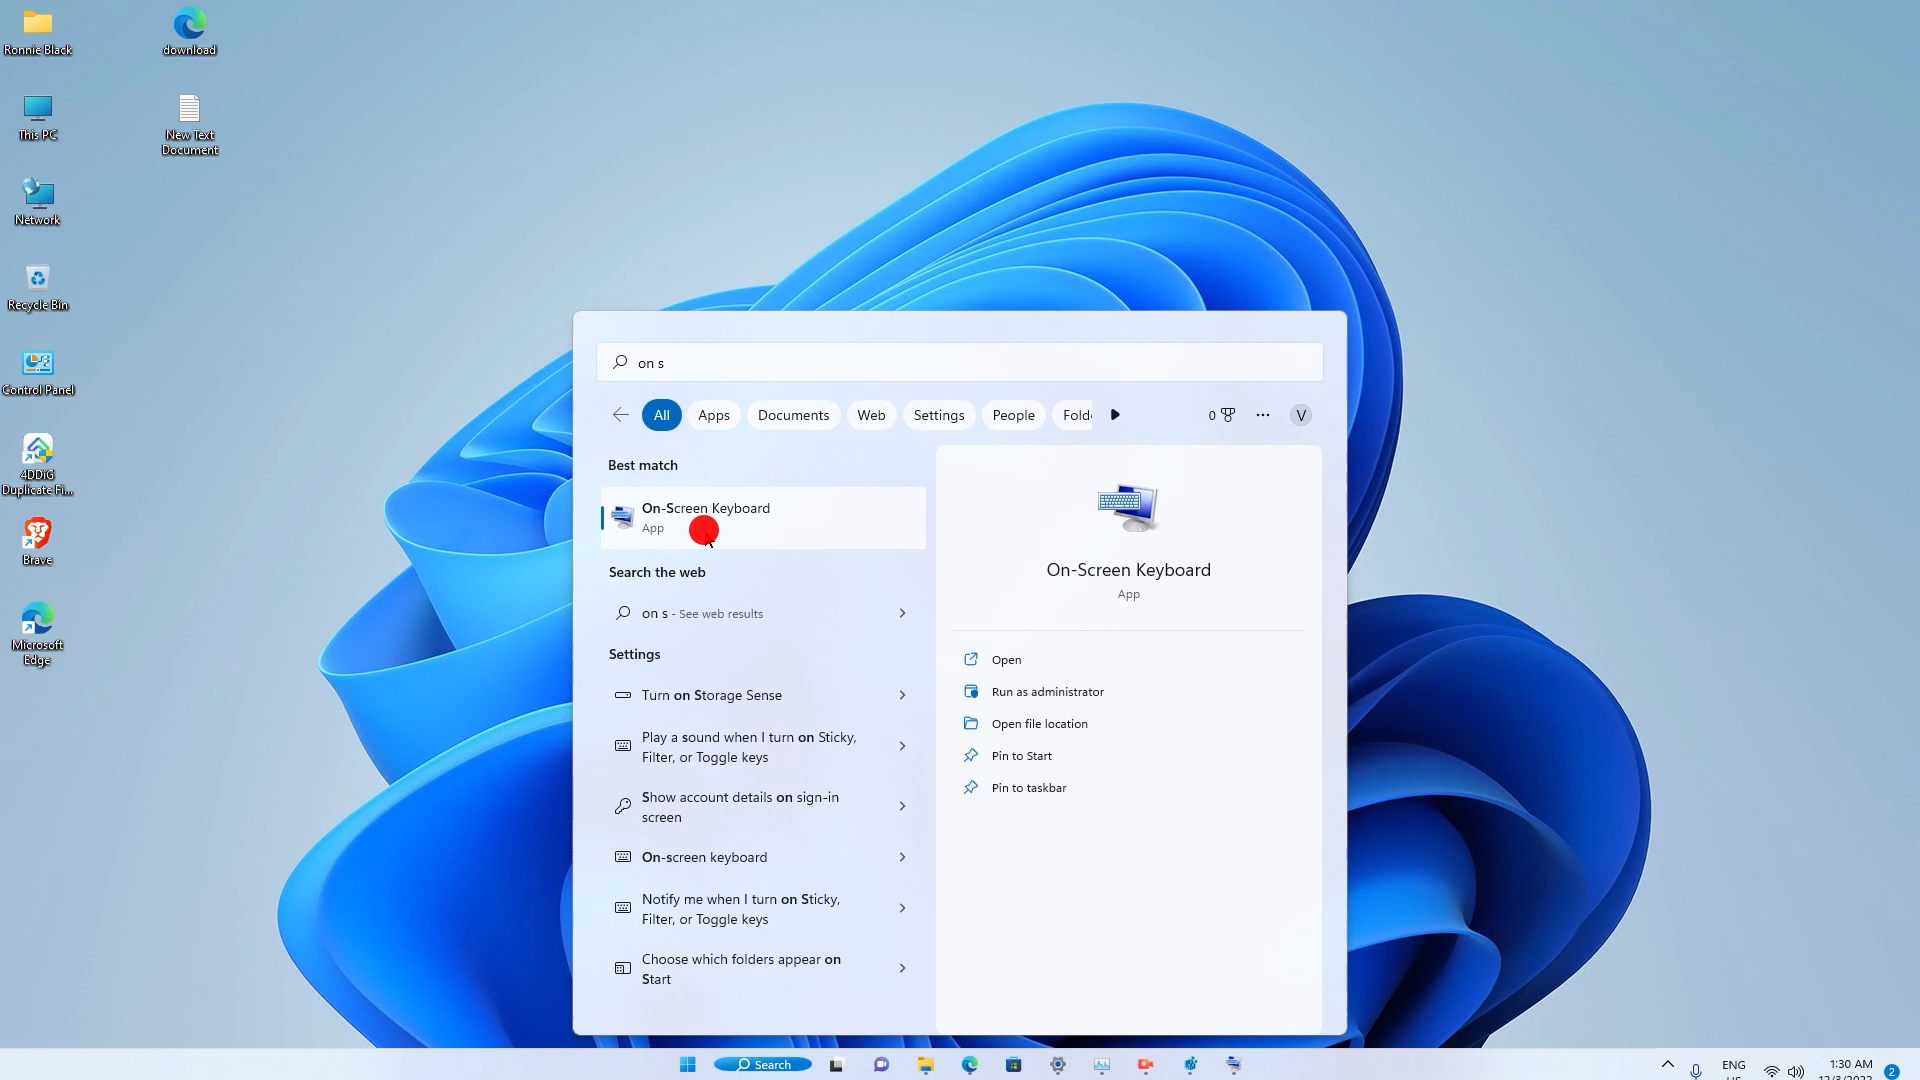 Ronnie Black
download
This PC
New Text
Document
Network
Recycle Bin
Control Panel
4DDiG
Duplicate Fi...
Brave
Microsoft
Edge
on s
All
Apps
Documents
Web
Settings
People
Fold
0
V
Best match
On-Screen Keyboard
App
Search the web
on s - See web results
Settings
Turn on Storage Sense
Play a sound when I turn on Sticky,
Filter, or Toggle keys
Show account details on sign-in
screen
On-screen keyboard
Notify me when I turn on Sticky,
Filter, or Toggle keys
Choose which folders appear on
Start
On-Screen Keyboard
App
Open
Run as administrator
Open file location
Pin to Start
Pin to taskbar
Search
ENG
US
1:30 AM
12/3/2022
2